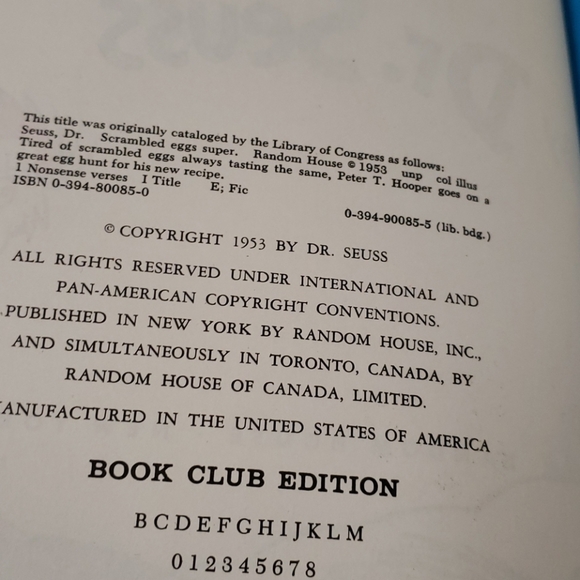 This title was originally cataloged by the Library of Congress as follows:
Seuss, Dr. Scrambled eggs super. Random House © 1953 unp col illus
Tired of scrambled eggs always tasting the same, Peter T. Hooper goes on a
great egg hunt for his new recipe.
1 Nonsense verses I Title E; Fic
ISBN 0-394-80085-0 0-394-90085-5 (lib. bdg.)
© COPYRIGHT 1953 BY DR. SEUSS
ALL RIGHTS RESERVED UNDER INTERNATIONAL AND
PAN-AMERICAN COPYRIGHT CONVENTIONS.
PUBLISHED IN NEW YORK BY RANDOM HOUSE, INC.,
AND SIMULTANEOUSLY IN TORONTO, CANADA, BY
RANDOM HOUSE OF CANADA, LIMITED.
ANUFACTURED IN THE UNITED STATES OF AMERICA
BOOK CLUB EDITION
B C D E F G H I J K L M
0 1 2 3 4 5 6 7 8